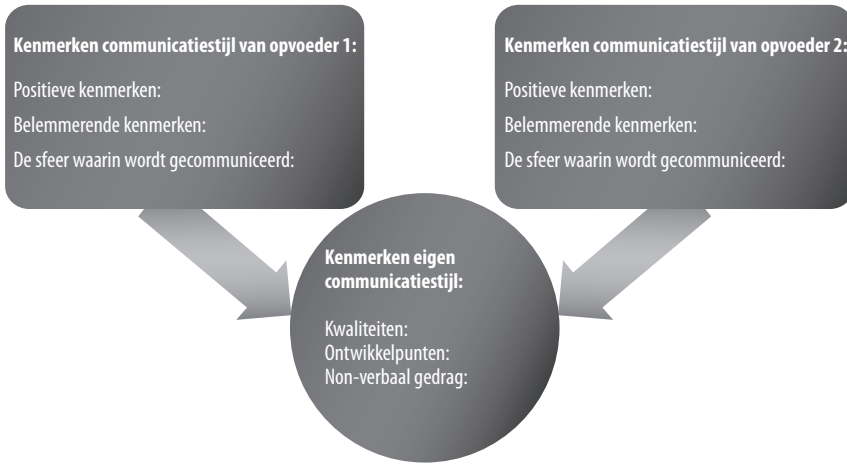 Kenmerken communicatiestijl van opvoeder 1:
Positieve kenmerken:
Belemmerende kenmerken:
De sfeer waarin wordt gecommuniceerd:
Kenmerken communicatiestijl van opvoeder 2:
Positieve kenmerken:
Belemmerende kenmerken:
De sfeer waarin wordt gecommuniceerd:
Kenmerken eigen
communicatiestijl:
Kwaliteiten:
Ontwikkelpunten:
Non-verbaal gedrag: